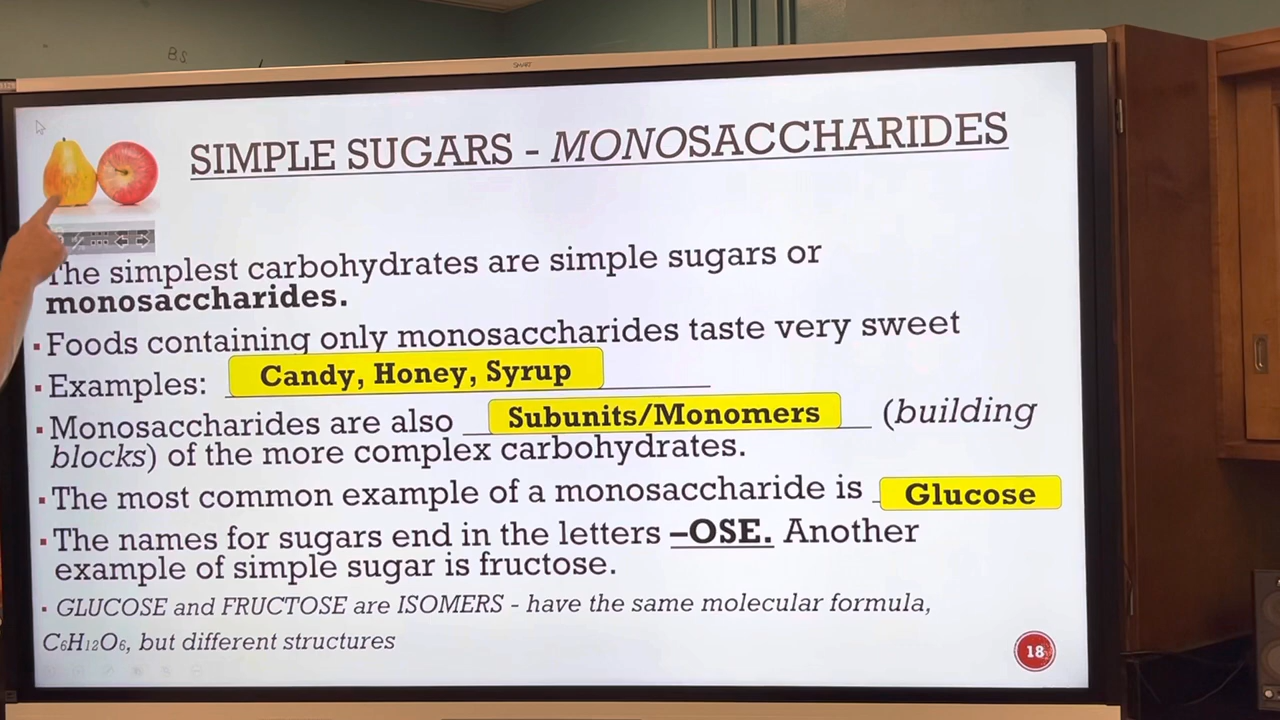 B.S
SMART
SIMPLE SUGARS - MONOSACCHARIDES
The simplest carbohydrates are simple sugars or
monosaccharides.
▪ Foods containing only monosaccharides taste very sweet
▪ Examples: Candy, Honey, Syrup
▪ Monosaccharides are also Subunits/Monomers (building
blocks) of the more complex carbohydrates.
▪ The most common example of a monosaccharide is Glucose
▪ The names for sugars end in the letters –OSE. Another
example of simple sugar is fructose.
▪ GLUCOSE and FRUCTOSE are ISOMERS - have the same molecular formula,
C₆H₁₂O₆, but different structures
18